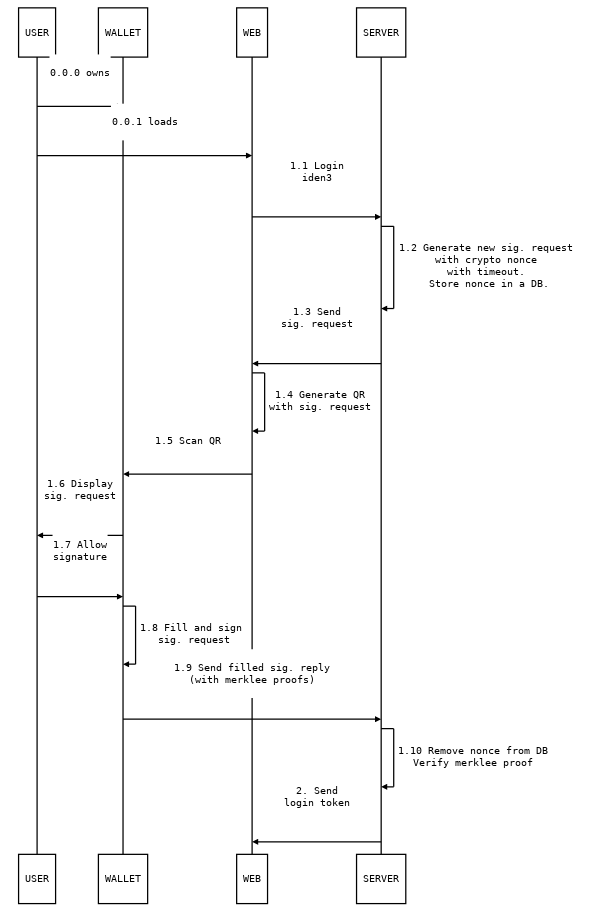 USER
WALLET
WEB
SERVER
0.0.0 owns
0.0.1 loads
1.1 Login
iden3
1.2 Generate new sig. request
with crypto nonce
with timeout.
Store nonce in a DB.
1.3 Send
sig. request
1.4 Generate QR
with sig. request
1.5 Scan QR
1.6 Display
sig. request
1.7 Allow
signature
1.8 Fill and sign
sig. request
1.9 Send filled sig. reply
(with merklee proofs)
1.10 Remove nonce from DB
Verify merklee proof
2. Send
login token
USER
WALLET
WEB
SERVER